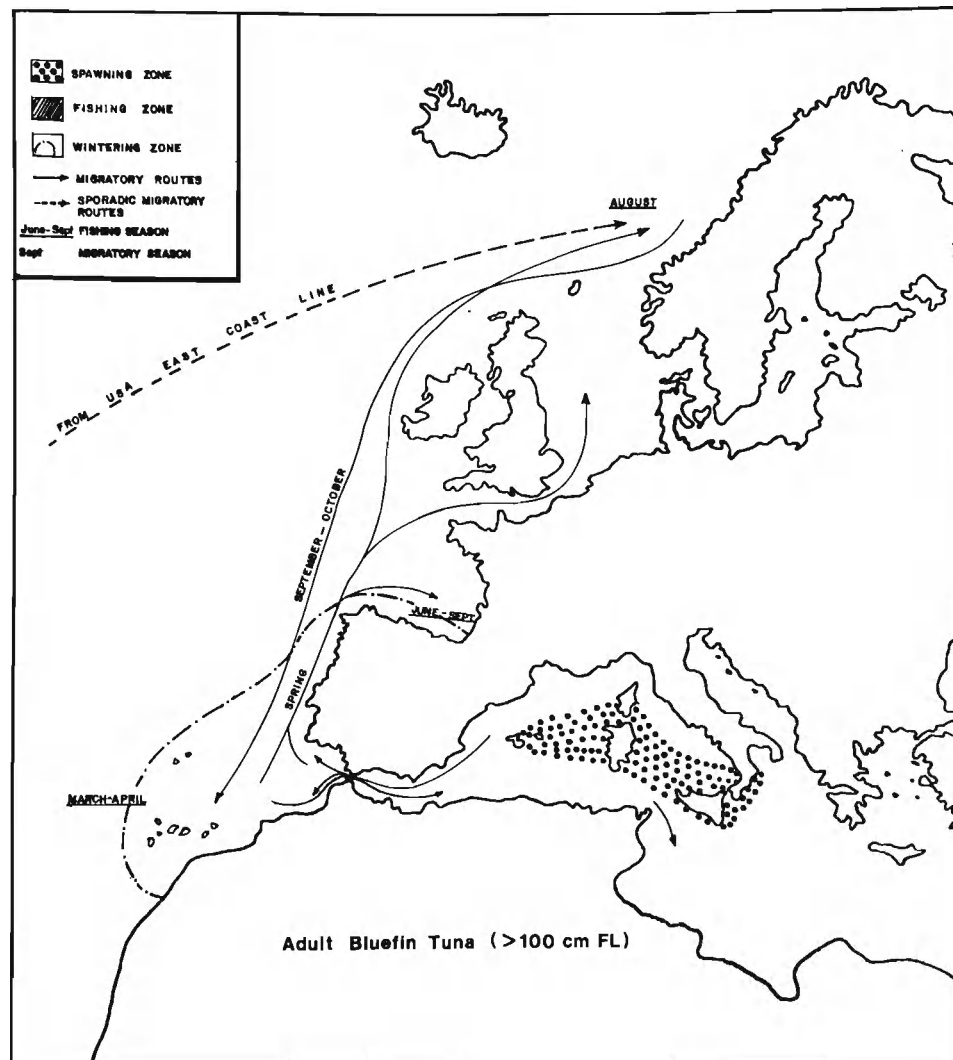 SPAWNING ZONE
FISHING ZONE
WINTERING ZONE
MIGRATORY ROUTES
SPORADIC MIGRATORY
ROUTES
June-Sept FISHING SEASON
Sept MIGRATORY SEASON
AUGUST
FROM USA EAST COAST LINE
SEPTEMBER - OCTOBER
JUNE-SEPT
SPRING
MARCH-APRIL
Adult Bluefin Tuna (>100 cm FL)